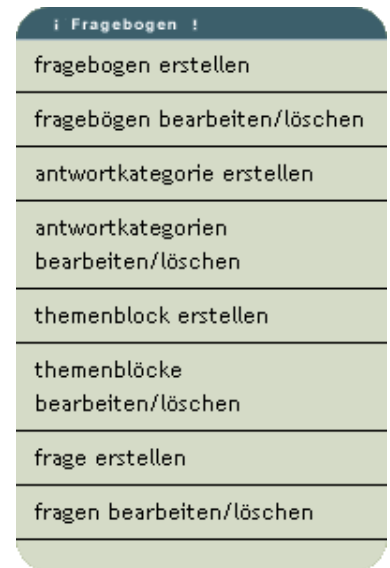 ¡ Fragebogen !
fragebogen erstellen
fragebögen bearbeiten/löschen
antwortkategorie erstellen
antwortkategorien
bearbeiten/löschen
themenblock erstellen
themenblöcke
bearbeiten/löschen
frage erstellen
fragen bearbeiten/löschen